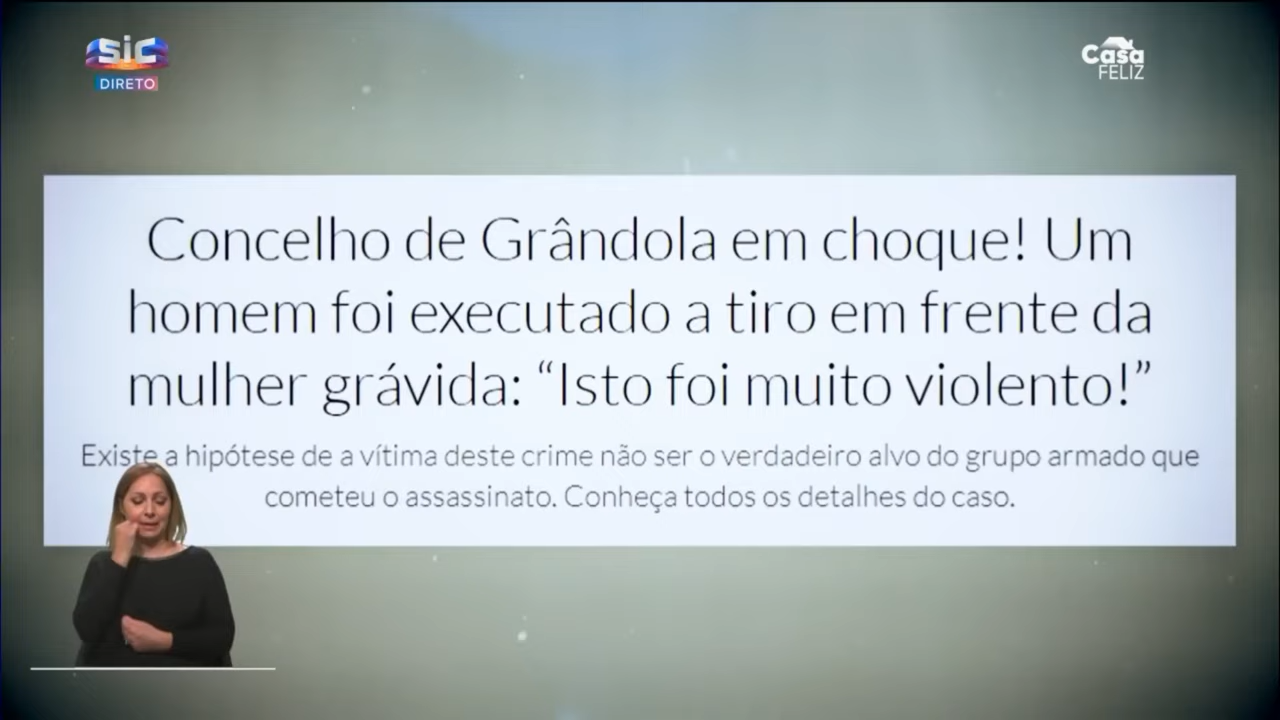 SIC
DIRETO
Casa
FELIZ
Concelho de Grândola em choque! Um
homem foi executado a tiro em frente da
mulher grávida: “Isto foi muito violento!”
Existe a hipótese de a vítima deste crime não ser o verdadeiro alvo do grupo armado que
cometeu o assassinato. Conheça todos os detalhes do caso.